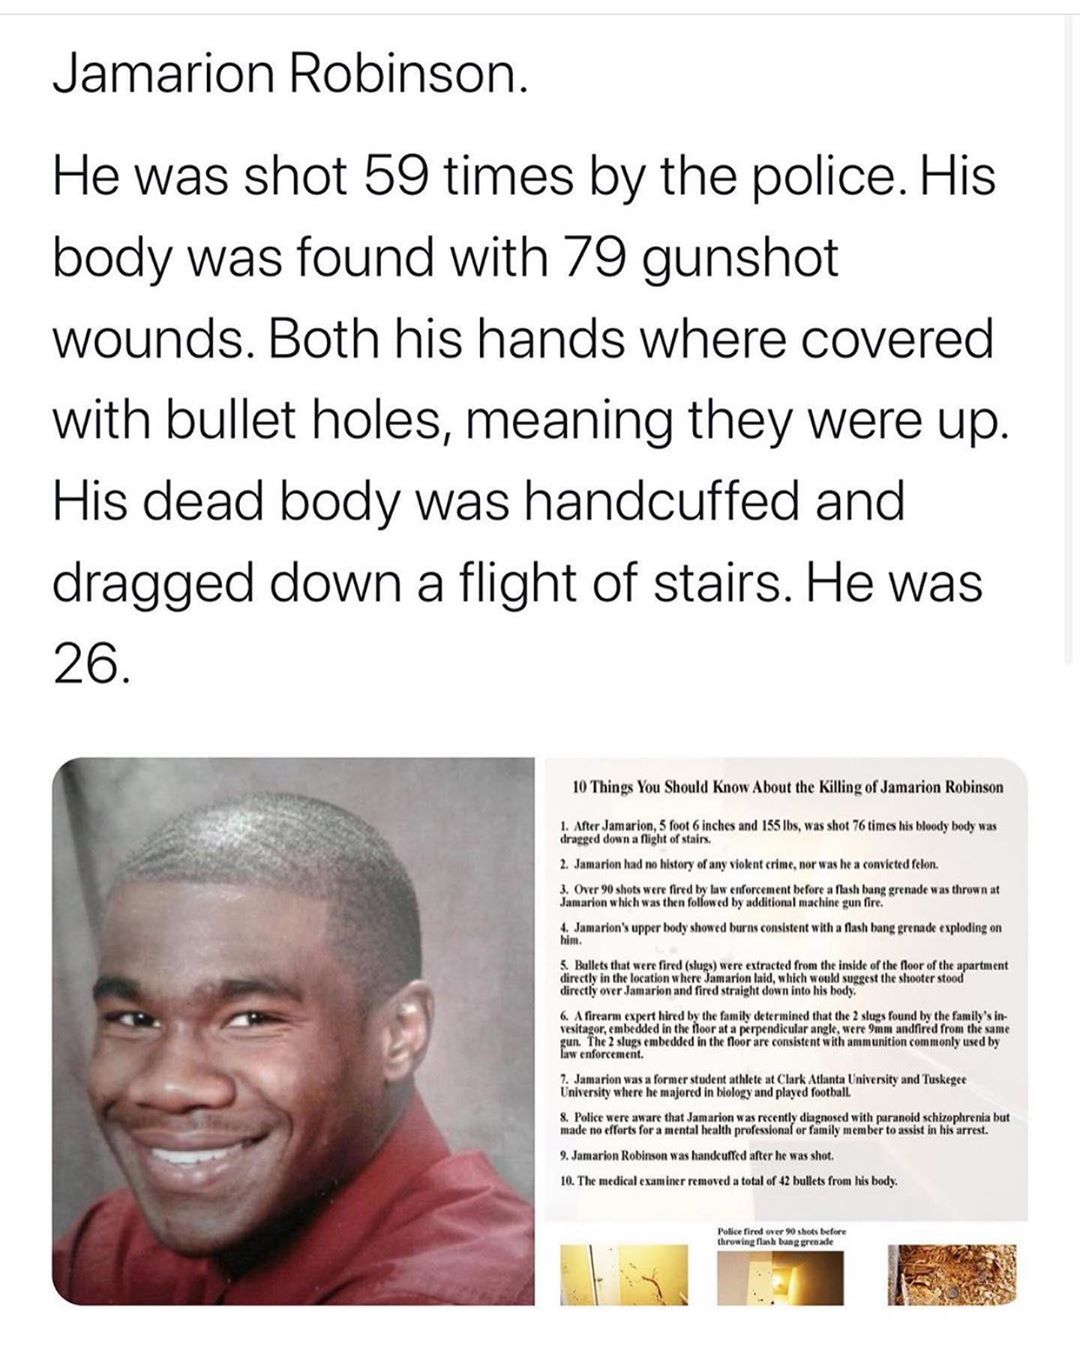 Jamarion Robinson.
He was shot 59 times by the police. His
body was found with 79 gunshot
wounds. Both his hands where covered
with bullet holes, meaning they were up.
His dead body was handcuffed and
dragged down a flight of stairs. He was
26.
10 Things You Should Know About the Killing of Jamarion Robinson
1. After Jamarion, 5 foot 6 inches and 155 lbs, was shot 76 times his bloody body was
dragged down a flight of stairs.
2. Jamarion had no history of any violent crime, nor was he a convicted felon.
3. Over 90 shots were fired by law enforcement before a flash bang grenade was thrown at
Jamarion which was then followed by additional machine gun fire.
4. Jamarion's upper body showed burns consistent with a flash bang grenade exploding on
him.
5. Bullets that were fired (slugs) were extracted from the inside of the floor of the apartment
directly in the location where Jamarion laid, which would suggest the shooter stood
directly over Jamarion and fired straight down into his body.
6. A firearm expert hired by the family determined that the 2 slugs found by the family's in-
vesitagor, embedded in the floor at a perpendicular angle, were 9mm andfired from the same
gun. The 2 slugs embedded in the floor are consistent with ammunition commonly used by
law enforcement.
7. Jamarion was a former student athlete at Clark Atlanta University and Tuskegee
University where he majored in biology and played football.
8. Police were aware that Jamarion was recently diagnosed with paranoid schizophrenia but
made no efforts for a mental health professional or family member to assist in his arrest.
9. Jamarion Robinson was handcuffed after he was shot.
10. The medical examiner removed a total of 42 bullets from his body.
Police fired over 90 shots before
throwing flash bang grenade